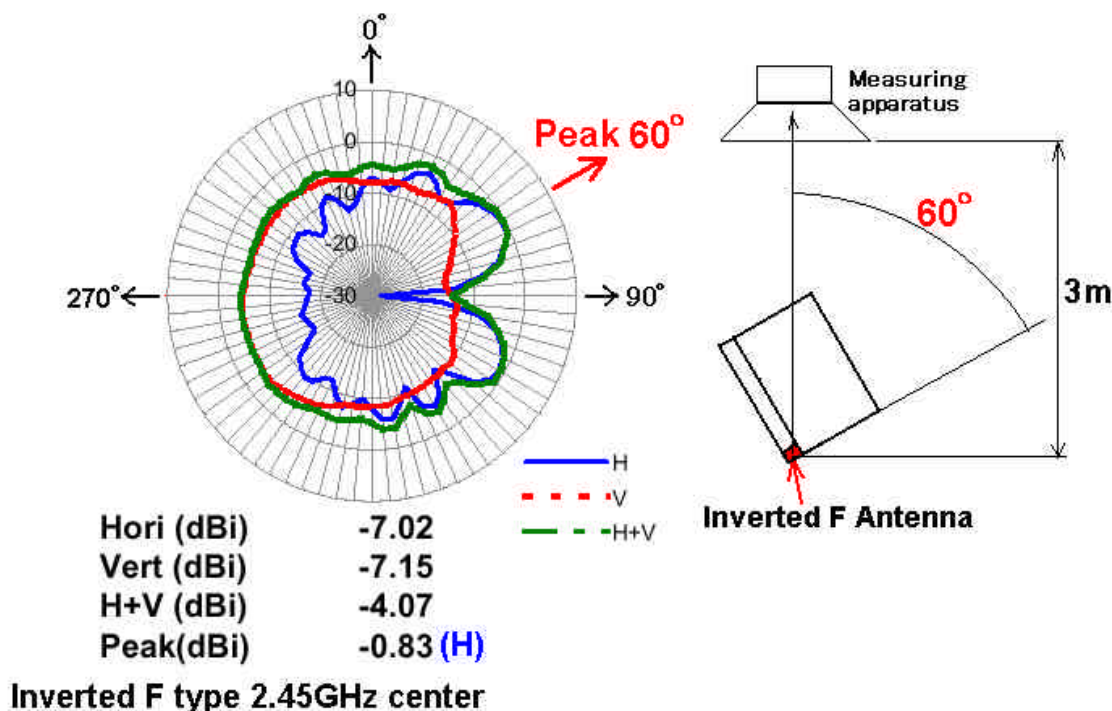 0°
10
0
-10
-20
-30
270°
90°
Peak 60°
H
V
H+V
Hori (dBi) -7.02
Vert (dBi) -7.15
H+V (dBi) -4.07
Peak(dBi) -0.83 (H)
Inverted F type 2.45GHz center
Measuring
apparatus
60°
3m
Inverted F Antenna